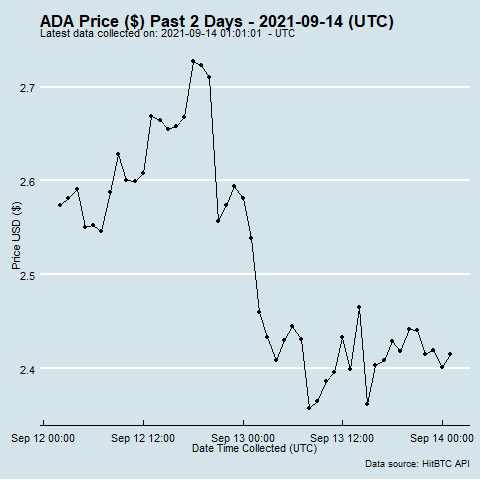 ADA Price ($) Past 2 Days - 2021-09-14 (UTC)
Latest data collected on: 2021-09-14 01:01:01 - UTC
2.7
2.6
2.5
2.4
Price USD ($)
Sep 12 00:00 Sep 12 12:00 Sep 13 00:00 Sep 13 12:00 Sep 14 00:00
Date Time Collected (UTC)
Data source: HitBTC API